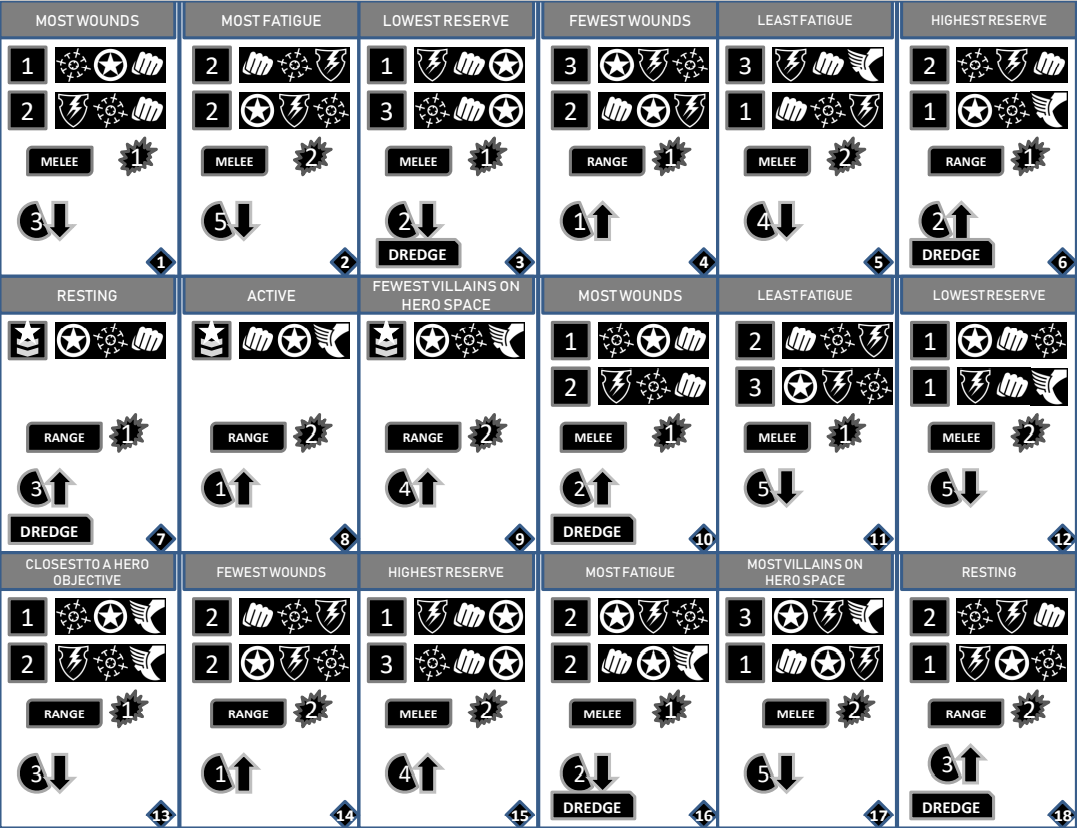 MOST WOUNDS
1
2
MELEE 1
3
1
MOST FATIGUE
2
2
MELEE 2
5
2
LOWEST RESERVE
1
3
MELEE 1
2
DREDGE
3
FEWEST WOUNDS
3
2
RANGE 1
1
4
LEAST FATIGUE
3
1
MELEE 2
4
5
HIGHEST RESERVE
2
1
RANGE 1
2
DREDGE
6
RESTING
RANGE 1
3
DREDGE
7
ACTIVE
RANGE 2
1
8
FEWEST VILLAINS ON
HERO SPACE
RANGE 2
4
9
MOST WOUNDS
1
2
MELEE 1
2
DREDGE
10
LEAST FATIGUE
2
3
MELEE 1
5
11
LOWEST RESERVE
1
1
MELEE 2
5
12
CLOSEST TO A HERO
OBJECTIVE
1
2
RANGE 1
3
13
FEWEST WOUNDS
2
2
RANGE 2
1
14
HIGHEST RESERVE
1
3
MELEE 2
4
15
MOST FATIGUE
2
2
MELEE 1
2
DREDGE
16
MOST VILLAINS ON
HERO SPACE
3
1
MELEE 2
5
17
RESTING
2
1
RANGE 2
3
DREDGE
18